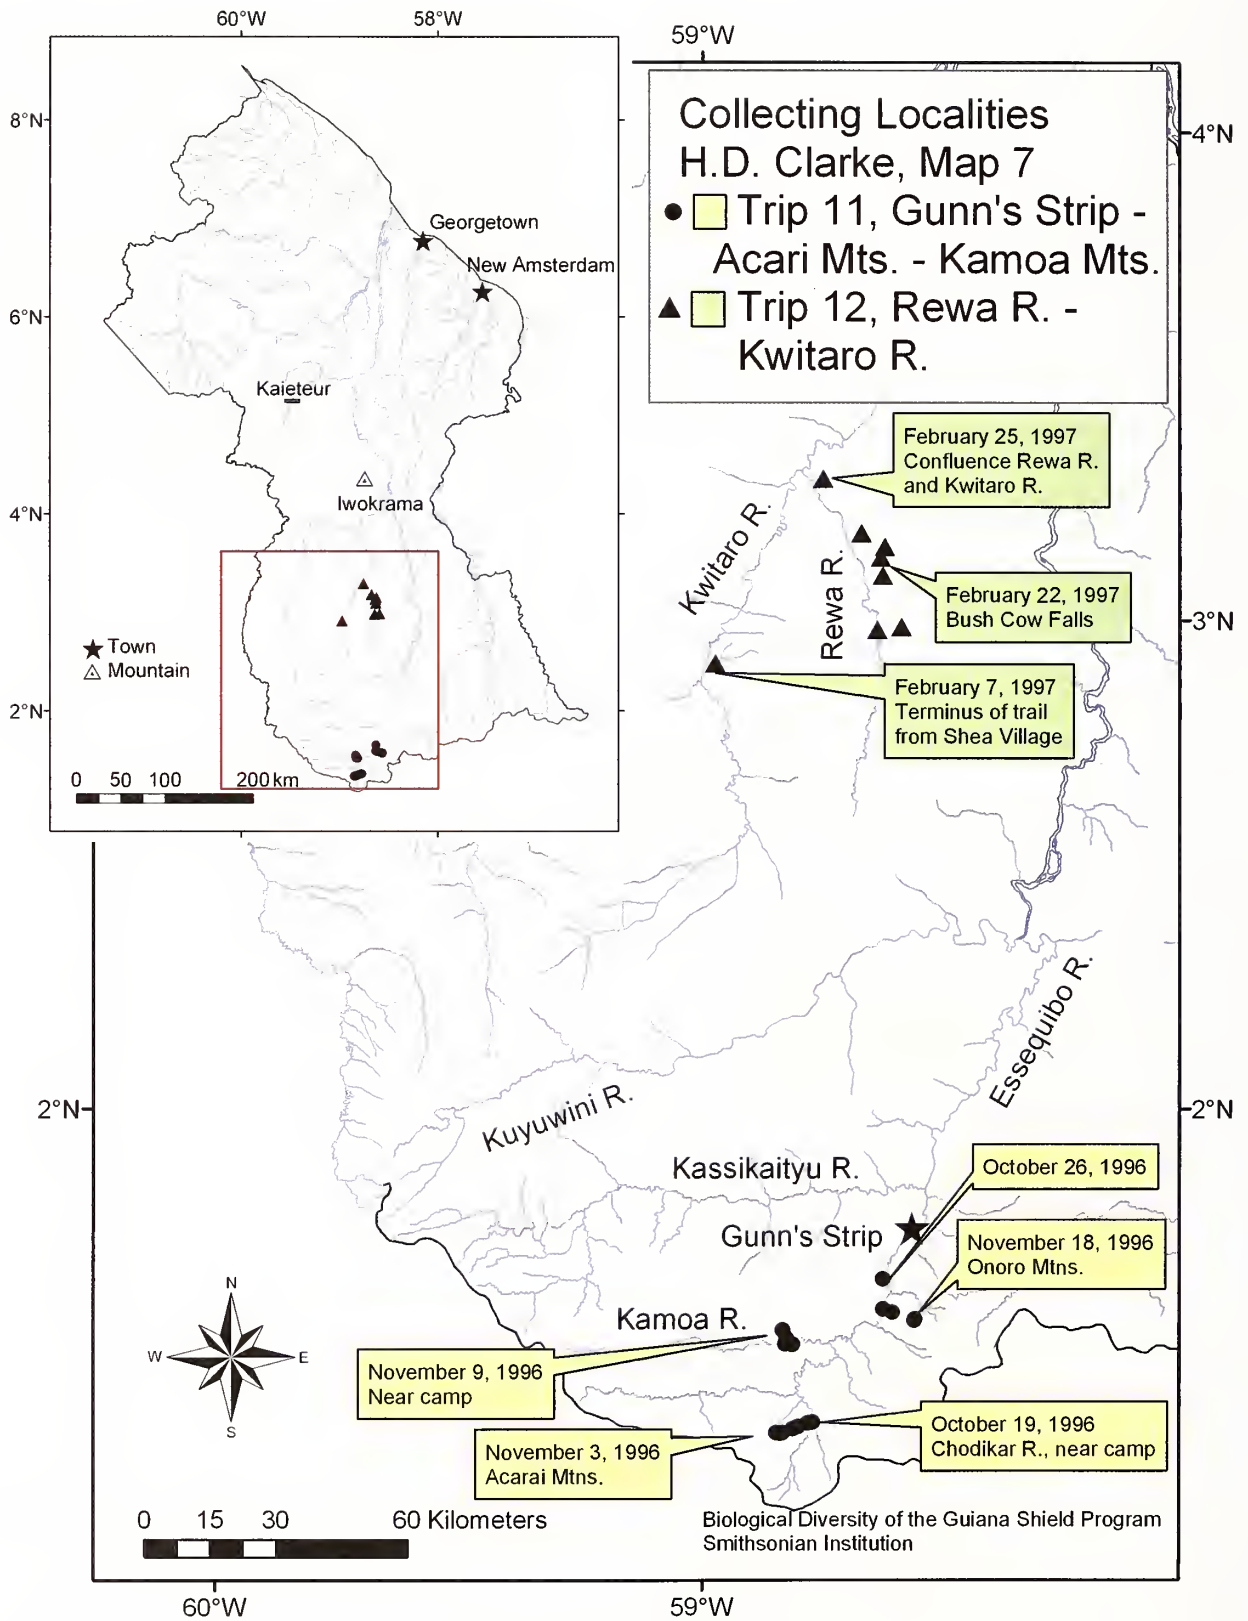 60°W
58°W
8°N
6°N
4°N
2°N
Georgetown
New Amsterdam
Kaieteur
Iwokrama
Town
Mountain
0 50 100 200 km
59°W
4°N
3°N
2°N
2°N
Collecting Localities
H.D. Clarke, Map 7
Trip 11, Gunn's Strip -
Acari Mts. - Kamoa Mts.
Trip 12, Rewa R. -
Kwitaro R.
February 25, 1997
Confluence Rewa R.
and Kwitaro R.
Kwitaro R.
Rewa R.
February 22, 1997
Bush Cow Falls
February 7, 1997
Terminus of trail
from Shea Village
Essequibo R.
Kuyuwini R.
Kassikaityu R.
October 26, 1996
Gunn's Strip
November 18, 1996
Onoro Mtns.
Kamoa R.
N
W
E
S
November 9, 1996
Near camp
October 19, 1996
Chodikar R., near camp
November 3, 1996
Acarai Mtns.
0 15 30 60 Kilometers
Biological Diversity of the Guiana Shield Program
Smithsonian Institution
60°W
59°W